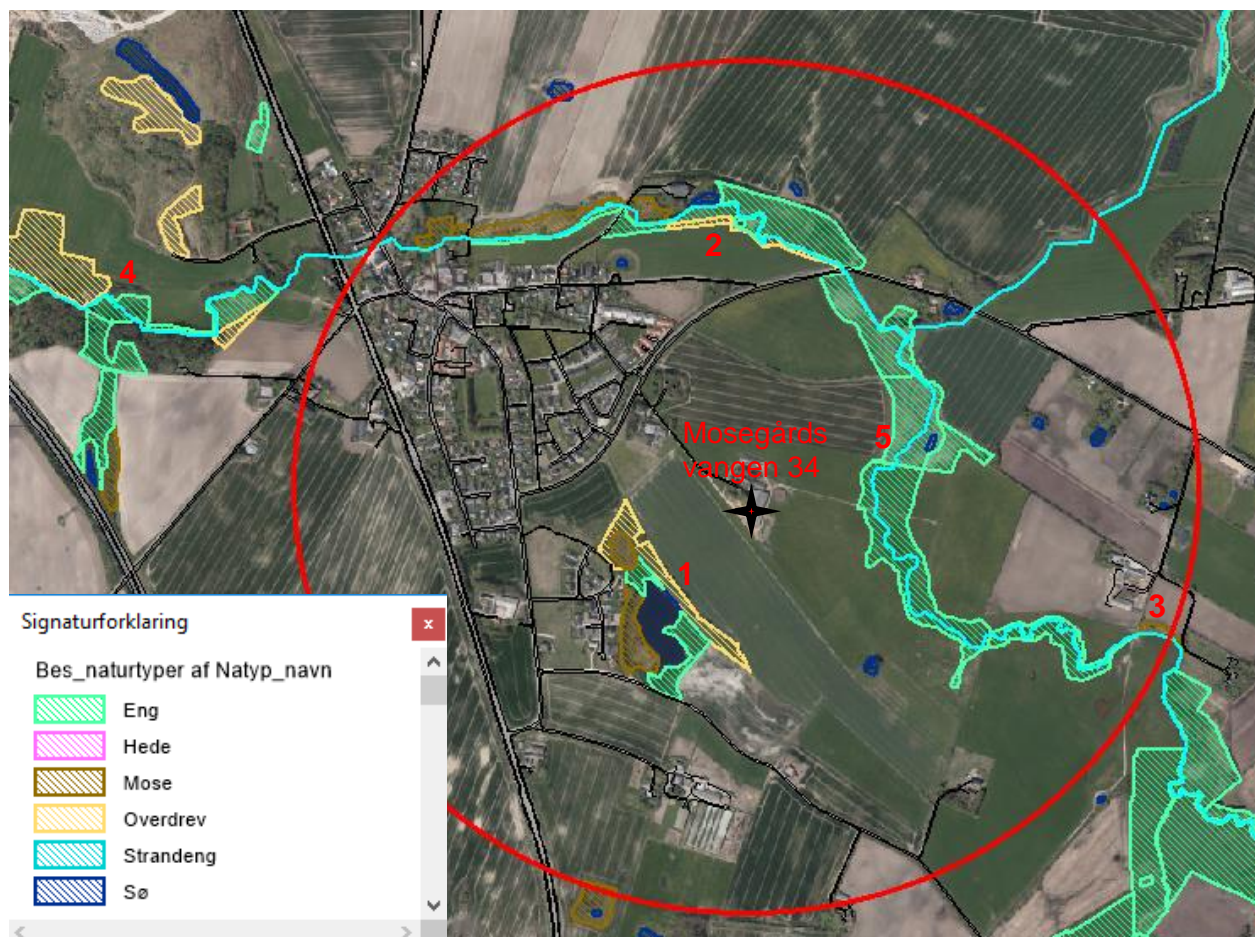 2
4
Mosegårds
5
vangen 34
1
3
Signaturforklaring
x
Bes_naturtyper af Natyp_navn
Eng
Hede
Mose
Overdrev
Strandeng
Sø